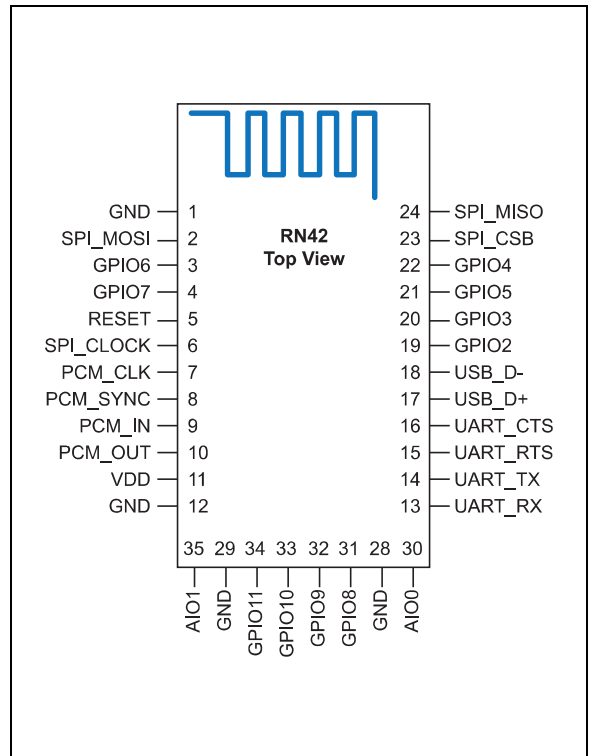 RN42
Top View
GND 1
SPI_MOSI 2
GPIO6 3
GPIO7 4
RESET 5
SPI_CLOCK 6
PCM_CLK 7
PCM_SYNC 8
PCM_IN 9
PCM_OUT 10
VDD 11
GND 12
24 SPI_MISO
23 SPI_CSB
22 GPIO4
21 GPIO5
20 GPIO3
19 GPIO2
18 USB_D-
17 USB_D+
16 UART_CTS
15 UART_RTS
14 UART_TX
13 UART_RX
35 29 34 33 32 31 28 30
AIO1
GND
GPIO11
GPIO10
GPIO9
GPIO8
GND
AIO0